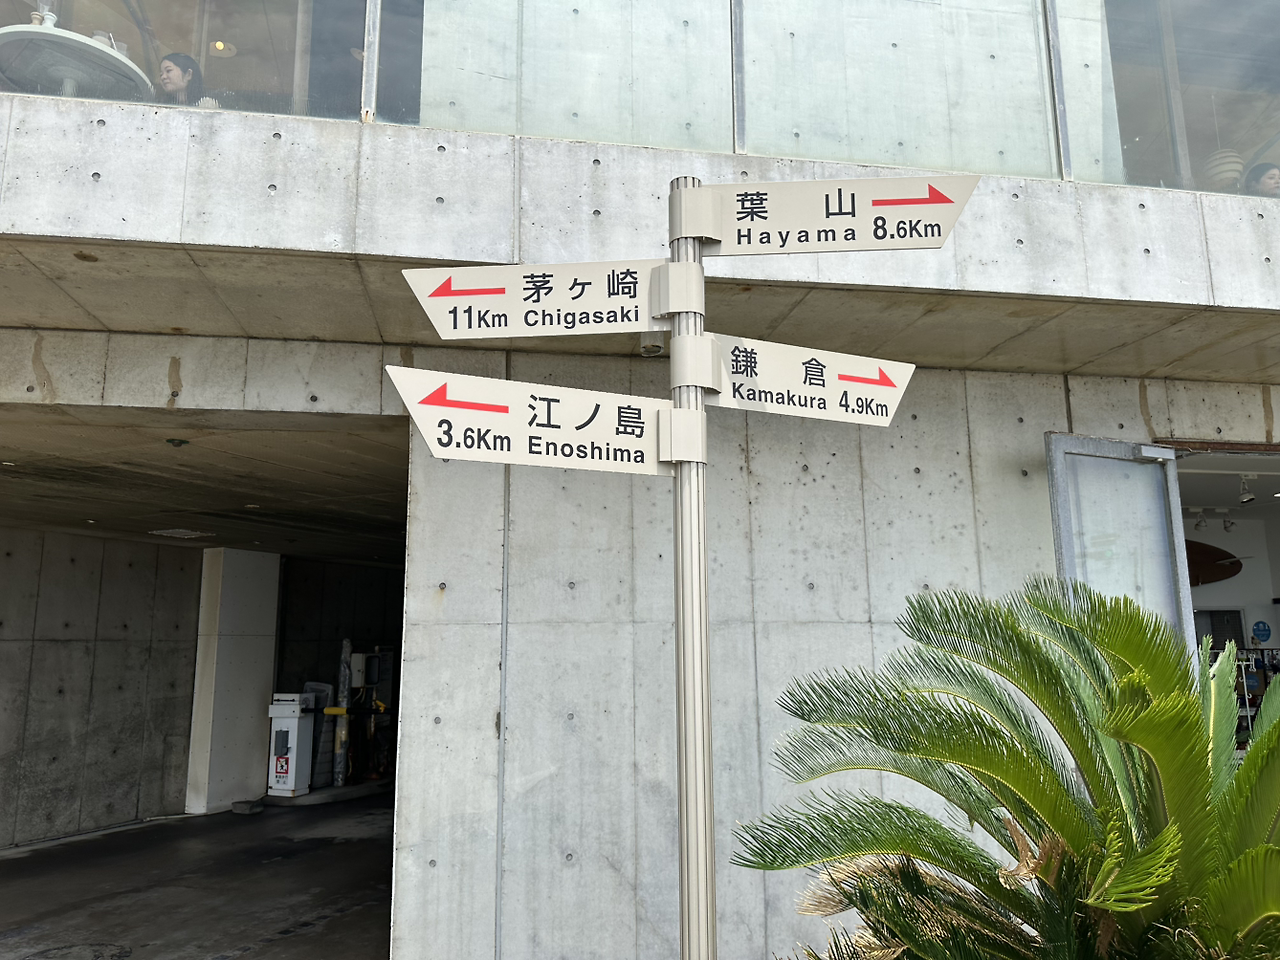 葉山
Hayama 8.6Km
茅ヶ崎
11Km Chigasaki
鎌倉
Kamakura 4.9Km
江ノ島
3.6Km Enoshima